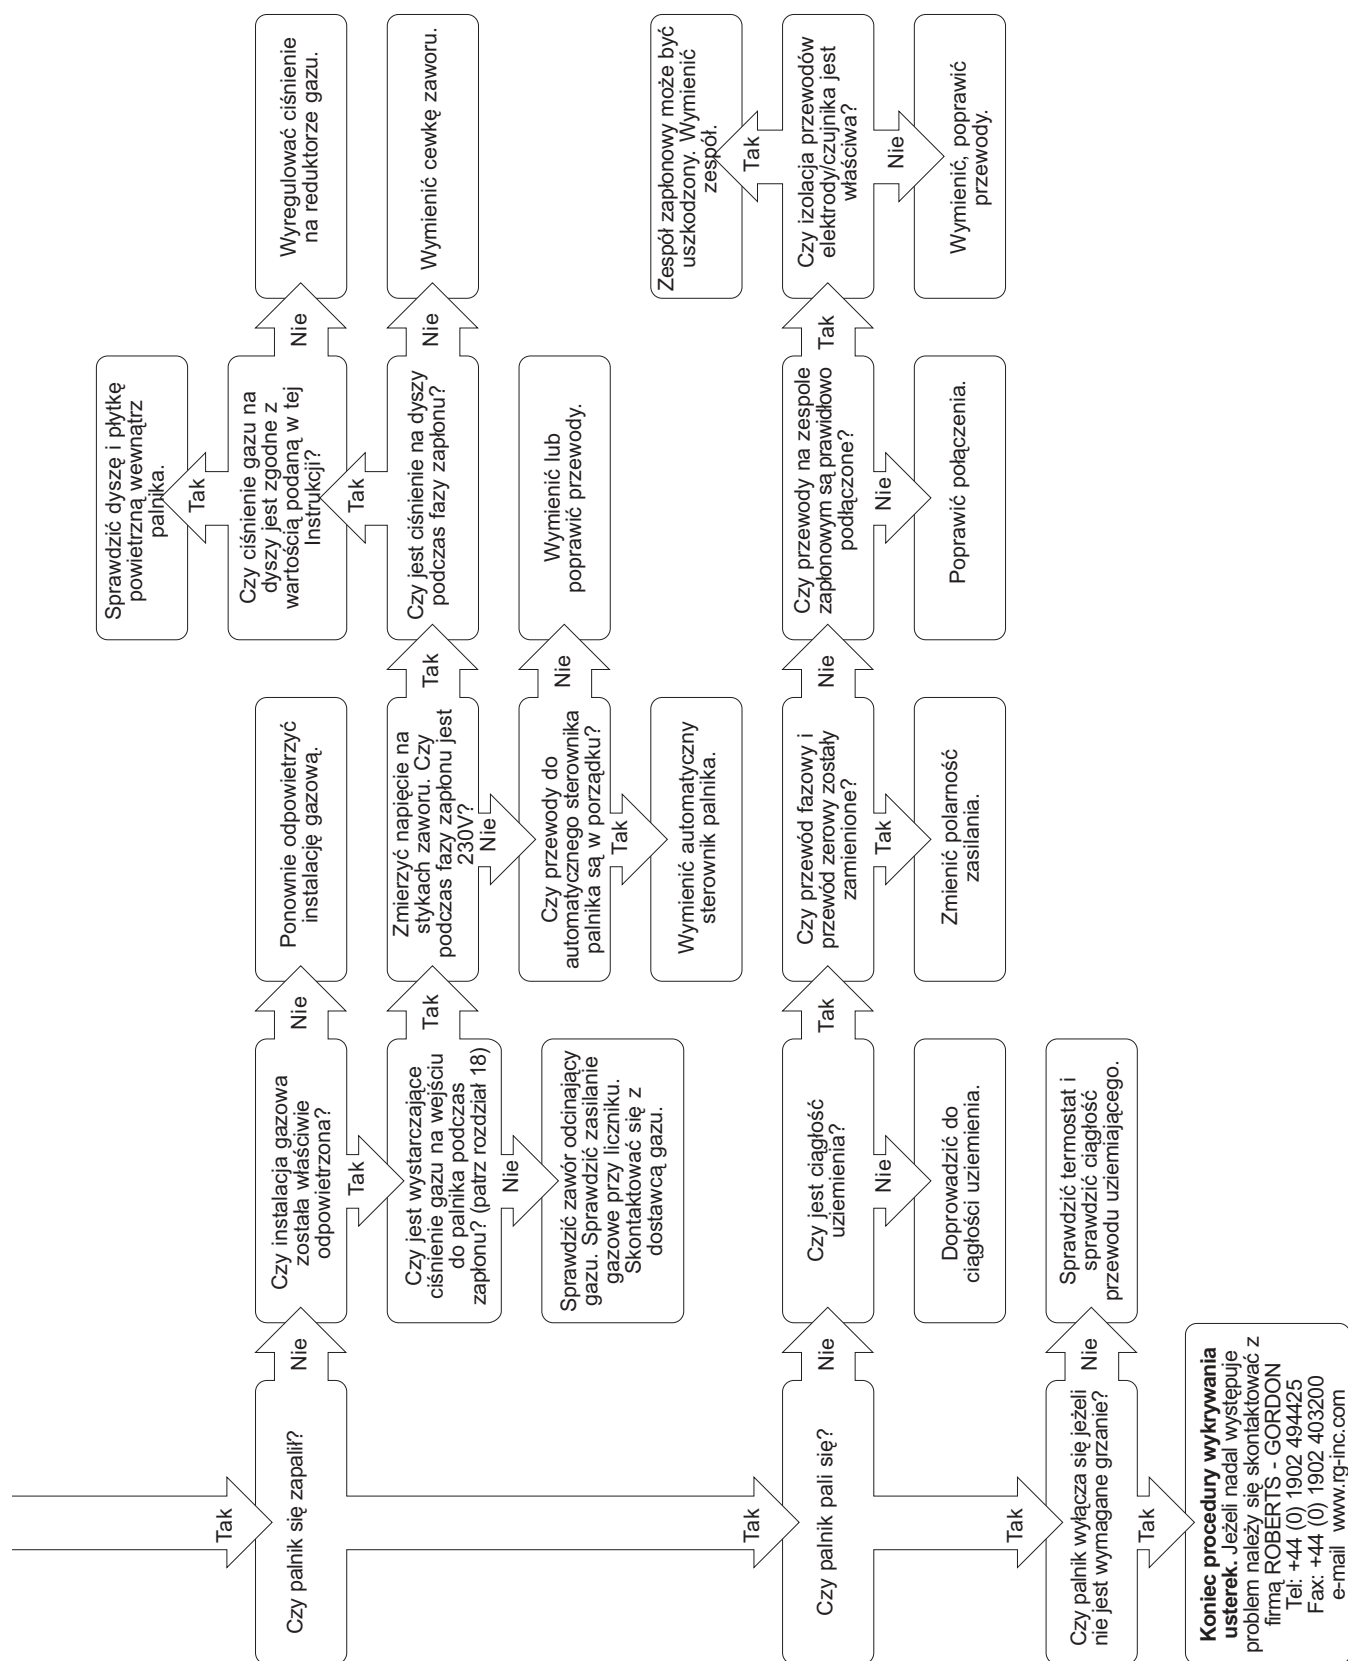 Tak
Czy palnik się zapalił?
Nie
Czy instalacja gazowa
została właściwie
odpowietrzona?
Nie
Ponownie odpowietrzyć
instalację gazową.
Tak
Czy jest wystarczające
ciśnienie gazu na wejściu
do palnika podczas
zapłonu? (patrz rozdział 18)
Nie
Sprawdzić zawór odcinający
gazu. Sprawdzić zasilanie
gazowe przy liczniku.
Skontaktować się z
dostawcą gazu.
Tak
Zmierzyć napięcie na
stykach zaworu. Czy
podczas fazy zapłonu jest
230V?
Nie
Czy przewody do
automatycznego sterownika
palnika są w porządku?
Nie
Wymienić lub
poprawić przewody.
Tak
Wymienić automatyczny
sterownik palnika.
Tak
Czy jest ciśnienie na dyszy
podczas fazy zapłonu?
Nie
Wymienić cewkę zaworu.
Tak
Czy ciśnienie gazu na
dyszy jest zgodne z
wartością podaną w tej
Instrukcji?
Nie
Wyregulować ciśnienie
na reduktorze gazu.
Tak
Sprawdzić dyszę i płytkę
powietrzną wewnątrz
palnika.
Tak
Czy palnik pali się?
Nie
Czy jest ciągłość
uziemienia?
Nie
Doprowadzić do
ciągłości uziemienia.
Tak
Czy przewód fazowy i
przewód zerowy zostały
zamienione?
Tak
Zmienić polarność
zasilania.
Nie
Czy przewody na zespole
zapłonowym są prawidłowo
podłączone?
Nie
Poprawić połączenia.
Tak
Czy izolacja przewodów
elektrody/czujnika jest
właściwa?
Tak
Zespół zapłonowy może być
uszkodzony. Wymienić
zespół.
Nie
Wymienić, poprawić
przewody.
Tak
Czy palnik wyłącza się jeżeli
nie jest wymagane grzanie?
Nie
Sprawdzić termostat i
sprawdzić ciągłość
przewodu uziemiającego.
Tak
Koniec procedury wykrywania
usterek. Jeżeli nadal występuje
problem należy się skontaktować z
firmą ROBERTS - GORDON
Tel: +44 (0) 1902 494425
Fax: +44 (0) 1902 403200
e-mail www.rg-inc.com